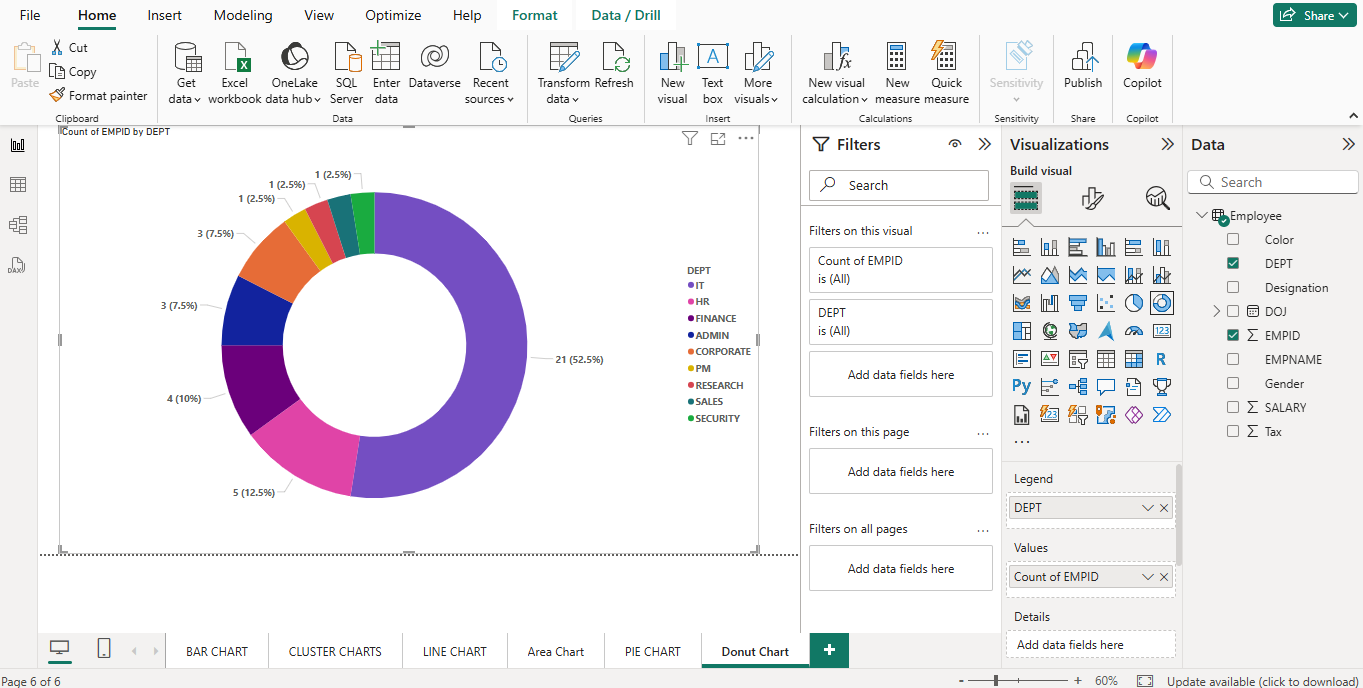 File Home Insert Modeling View Optimize Help Format Data / Drill Share
Paste
Cut
Copy
Format painter
Clipboard
Get data
Excel workbook
OneLake data hub
SQL Server
Enter data
Dataverse
Recent sources
Data
Transform data
Refresh
Queries
New visual
Text box
More visuals
Insert
New visual calculation
New measure
Quick measure
Calculations
Sensitivity
Sensitivity
Publish
Share
Copilot
Copilot
Count of EMPID by DEPT
1 (2.5%)
1 (2.5%)
1 (2.5%)
3 (7.5%)
3 (7.5%)
4 (10%)
5 (12.5%)
21 (52.5%)
DEPT
IT
HR
FINANCE
ADMIN
CORPORATE
PM
RESEARCH
SALES
SECURITY
Filters
Search
Filters on this visual
Count of EMPID
is (All)
DEPT
is (All)
Add data fields here
Filters on this page
Add data fields here
Filters on all pages
Add data fields here
Visualizations
Build visual
Legend
DEPT
Values
Count of EMPID
Details
Add data fields here
Data
Search
Employee
Color
DEPT
Designation
DOJ
EMPID
EMPNAME
Gender
SALARY
Tax
BAR CHART CLUSTER CHARTS LINE CHART Area Chart PIE CHART Donut Chart +
Page 6 of 6
- + 60% Update available (click to download)